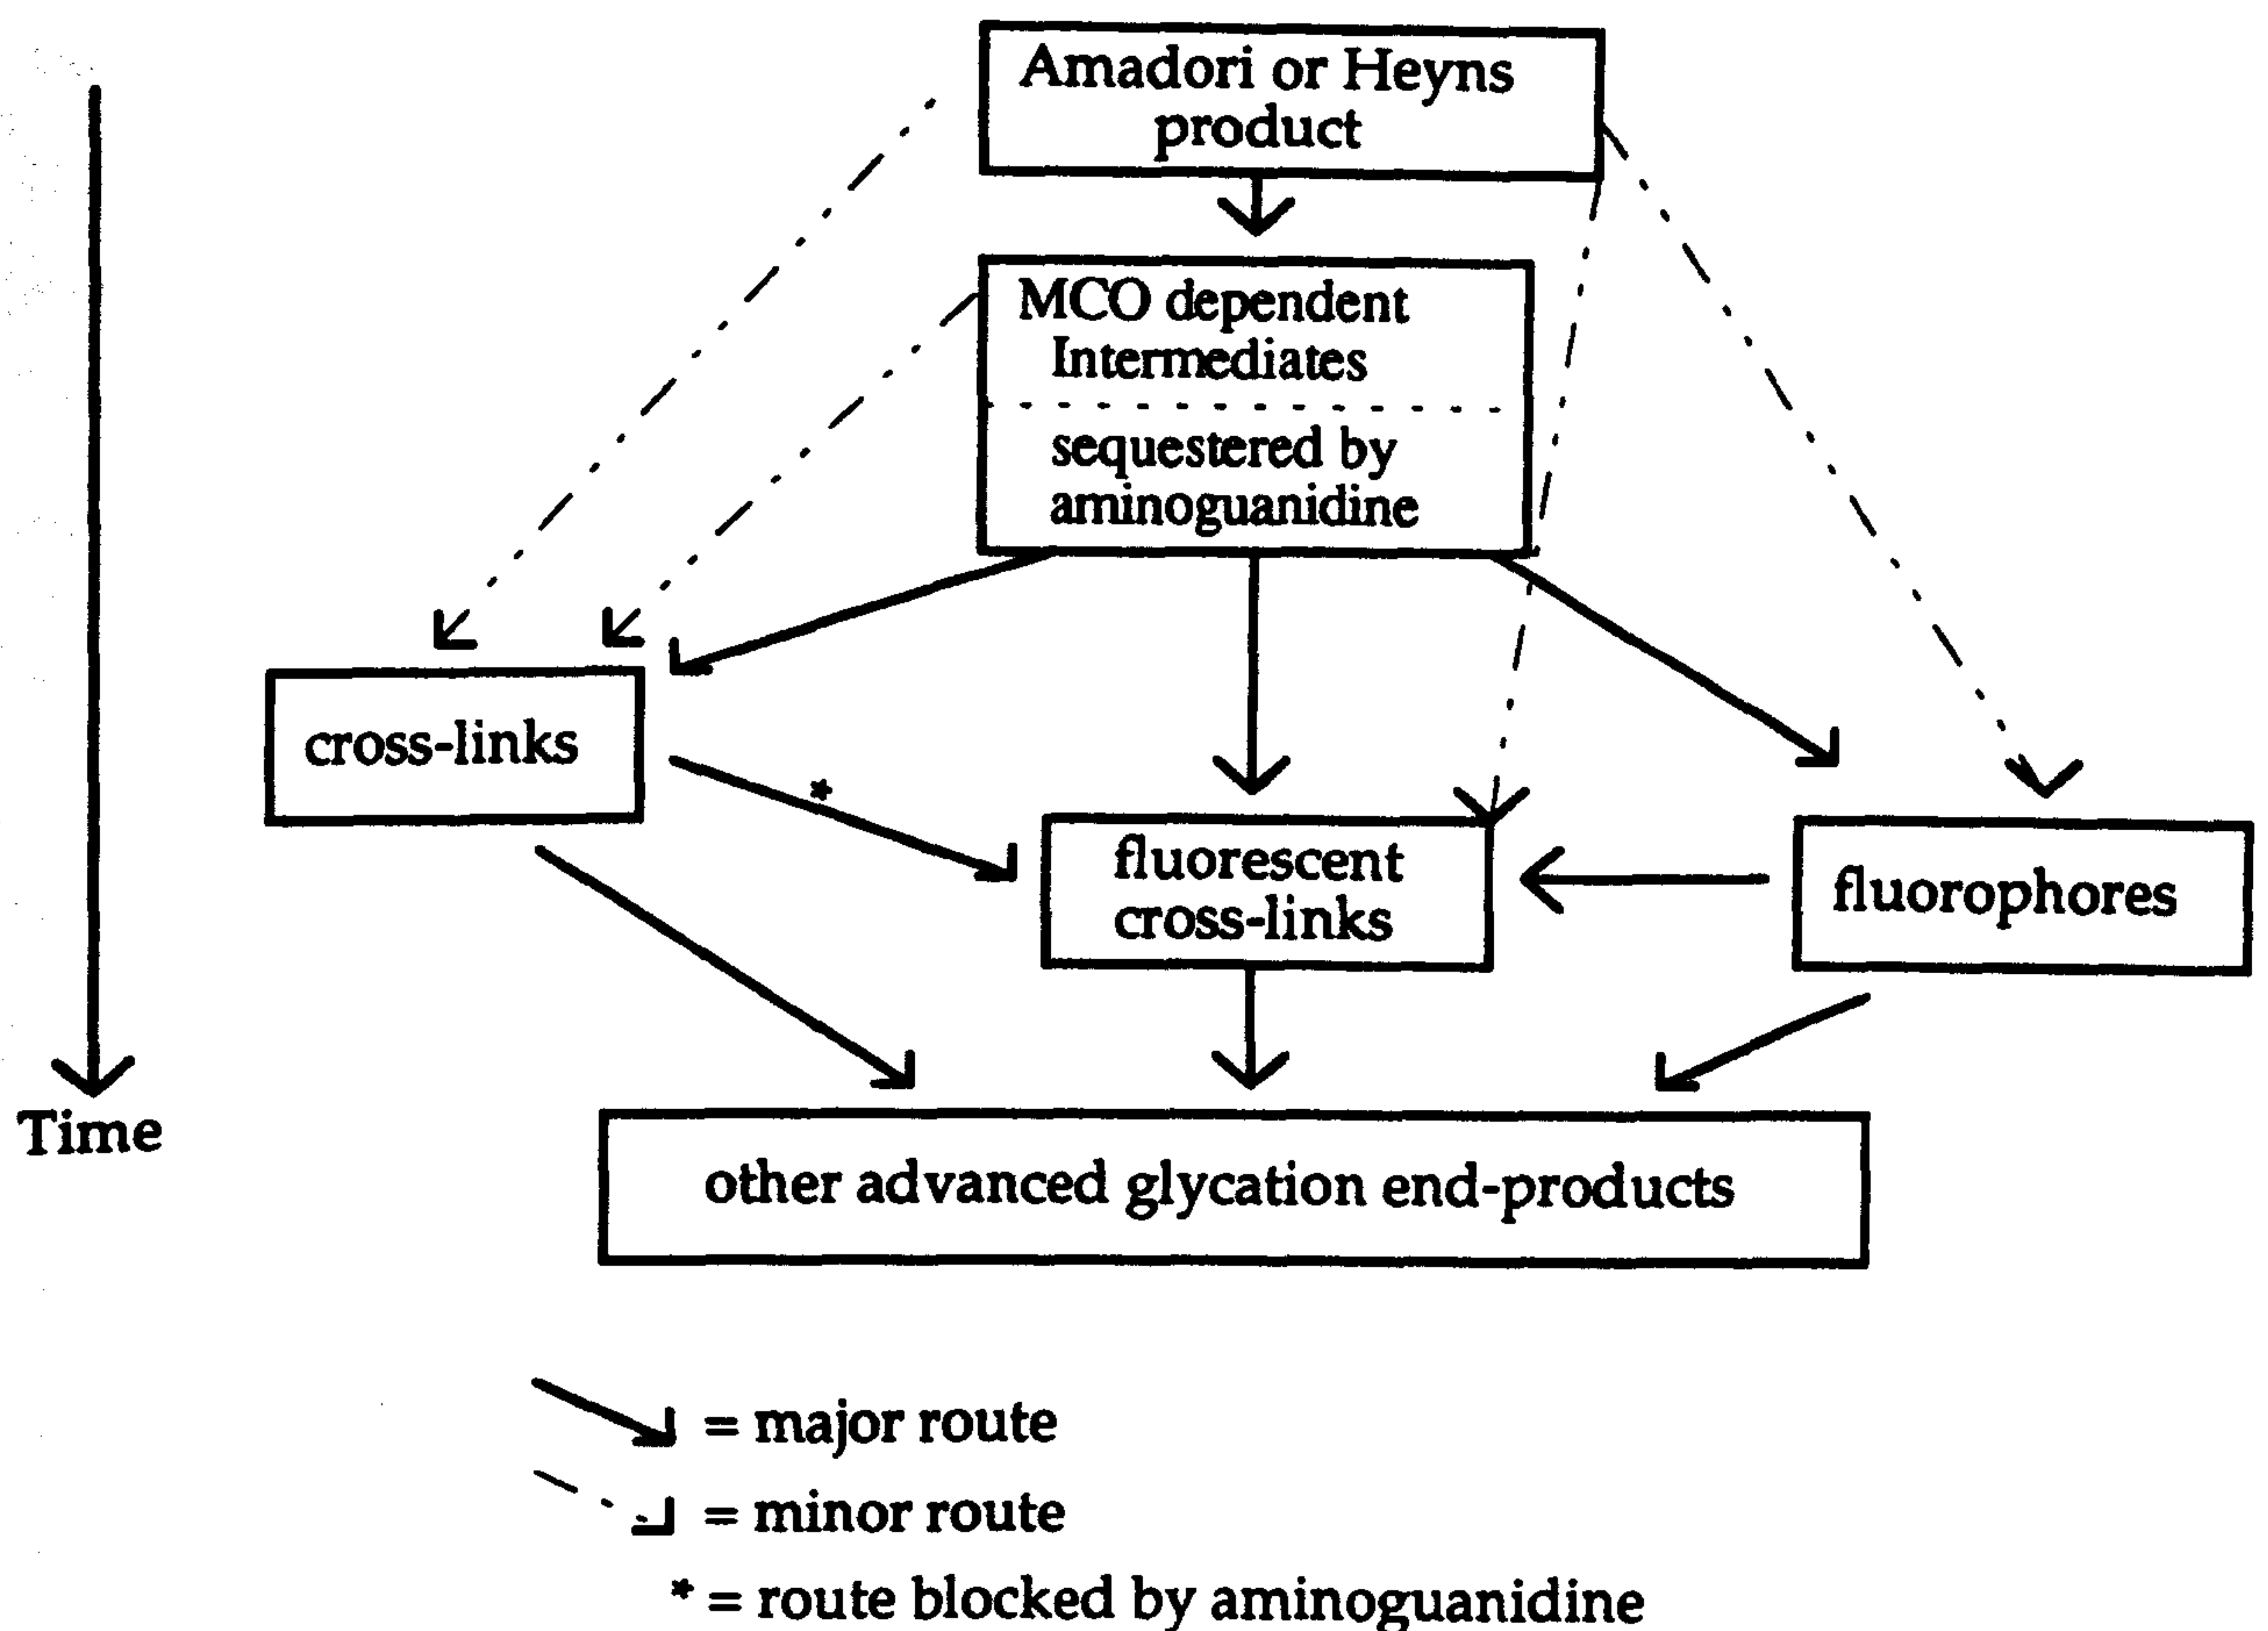 Amadori or Heyns
product
MCO dependent
Intermediates
sequestered by
aminoguanidine
cross-links
fluorescent
cross-links
fluorophores
Time
other advanced glycation end-products
= major route
= minor route
* = route blocked by aminoguanidine
*